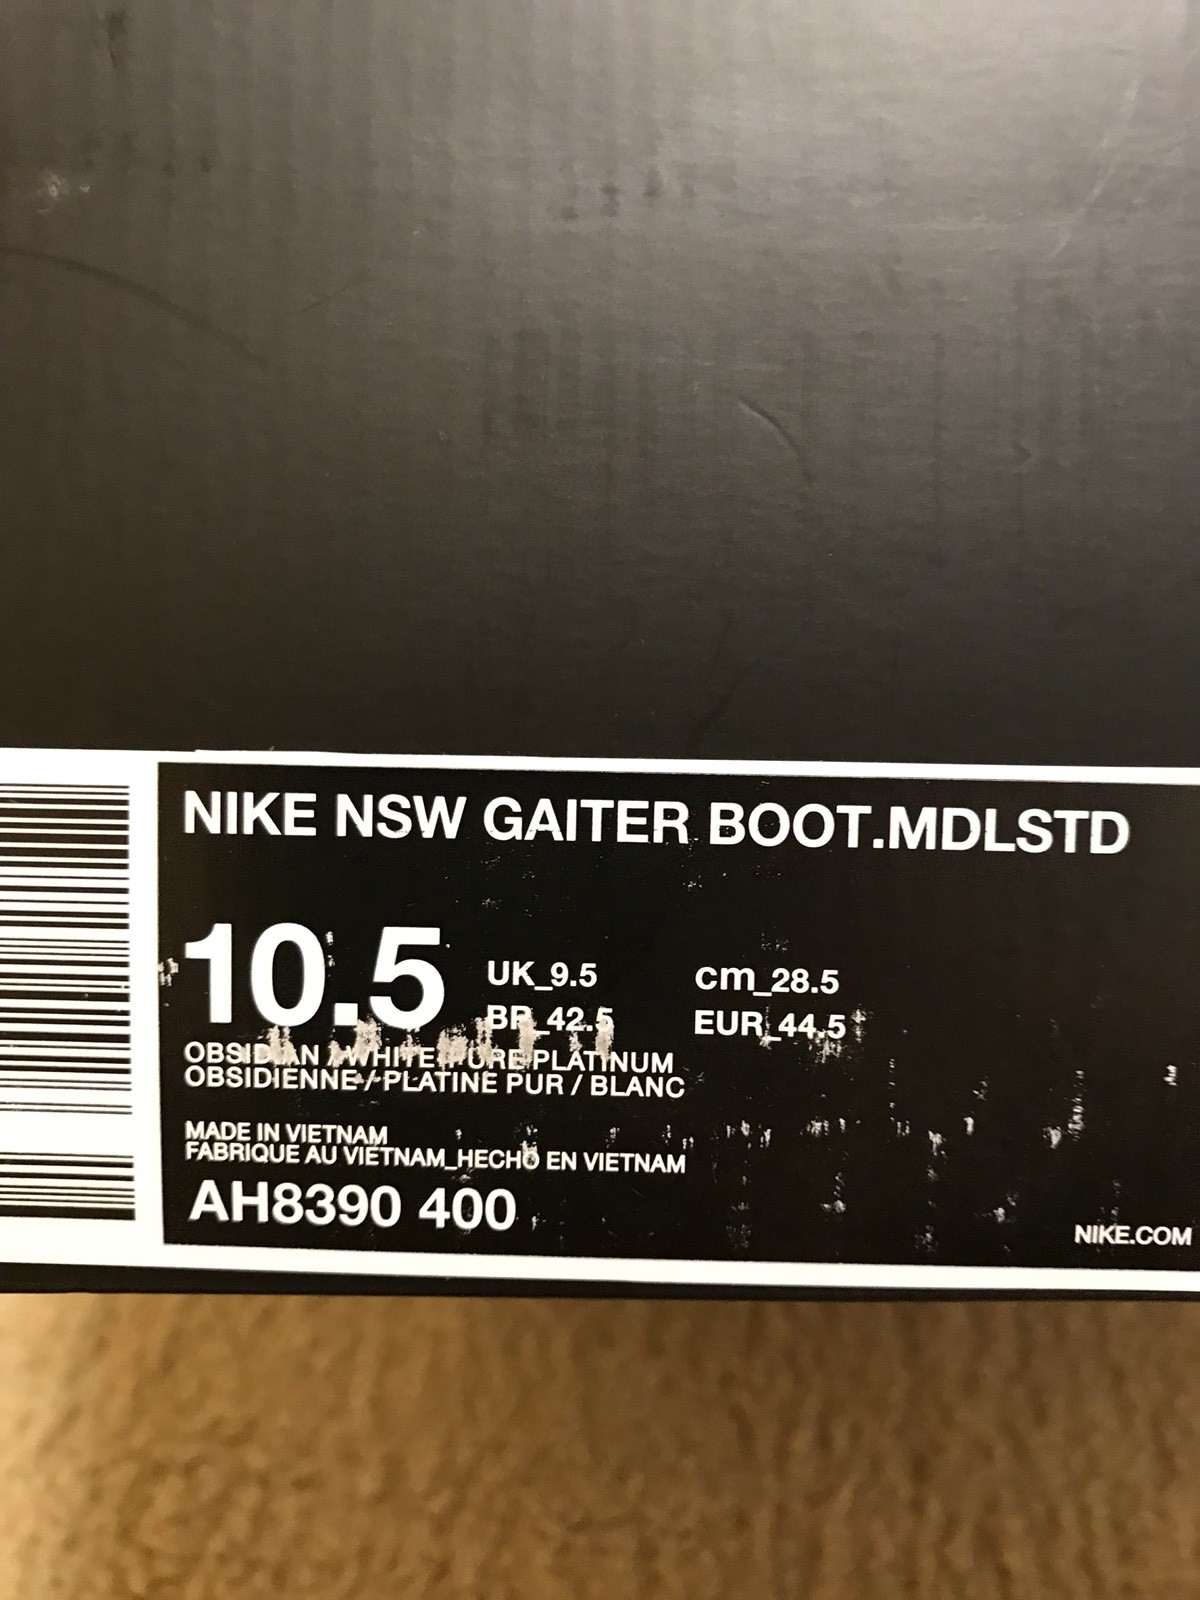 NIKE NSW GAITER BOOT.MDLSTD
10.5
UK_9.5 cm_28.5
BR_42.5 EUR_44.5
OBSIDIAN / WHITE-PURE PLATINUM
OBSIDIENNE / PLATINE PUR / BLANC
MADE IN VIETNAM
FABRIQUE AU VIETNAM_HECHO EN VIETNAM
AH8390 400
NIKE.COM